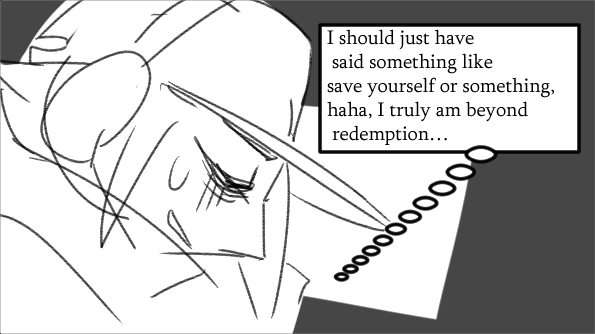 I should just have
said something like
save yourself or something,
haha, I truly am beyond
redemption...